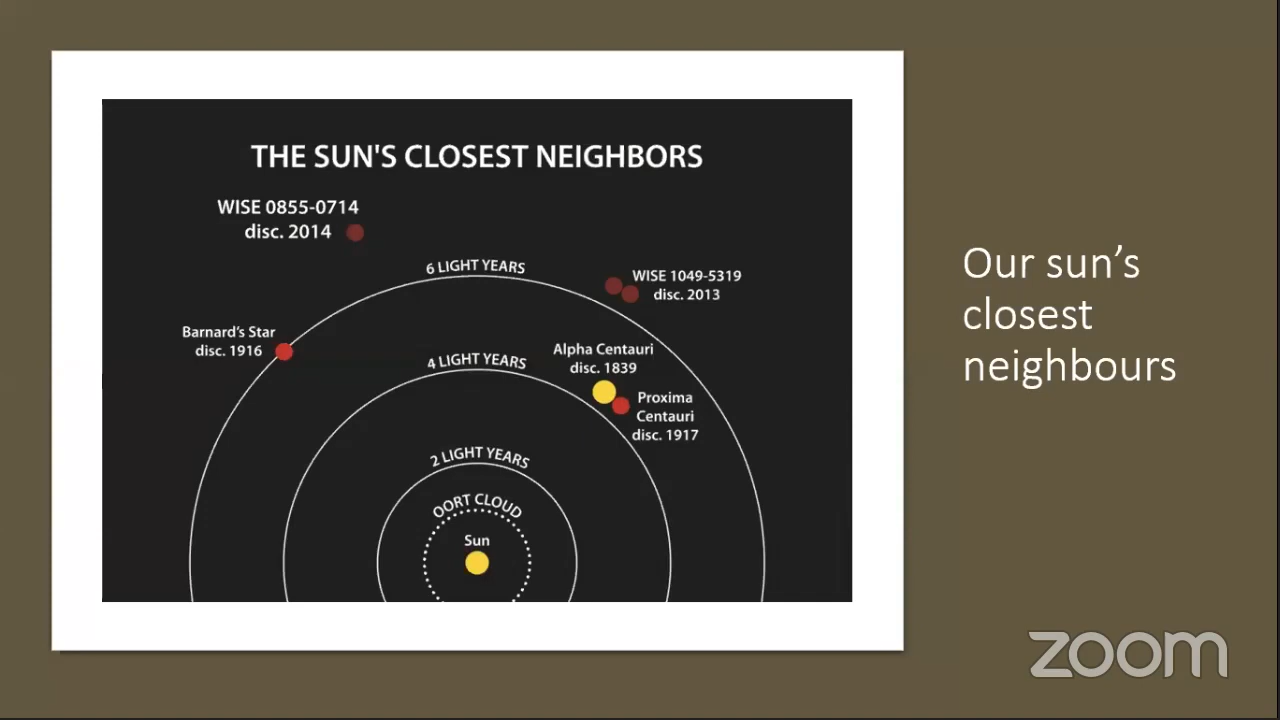 THE SUN'S CLOSEST NEIGHBORS
WISE 0855-0714
disc. 2014
6 LIGHT YEARS
WISE 1049-5319
disc. 2013
Barnard's Star
disc. 1916
Alpha Centauri
disc. 1839
4 LIGHT YEARS
Proxima
Centauri
disc. 1917
2 LIGHT YEARS
OORT CLOUD
Sun
Our sun’s
closest
neighbours
zoom